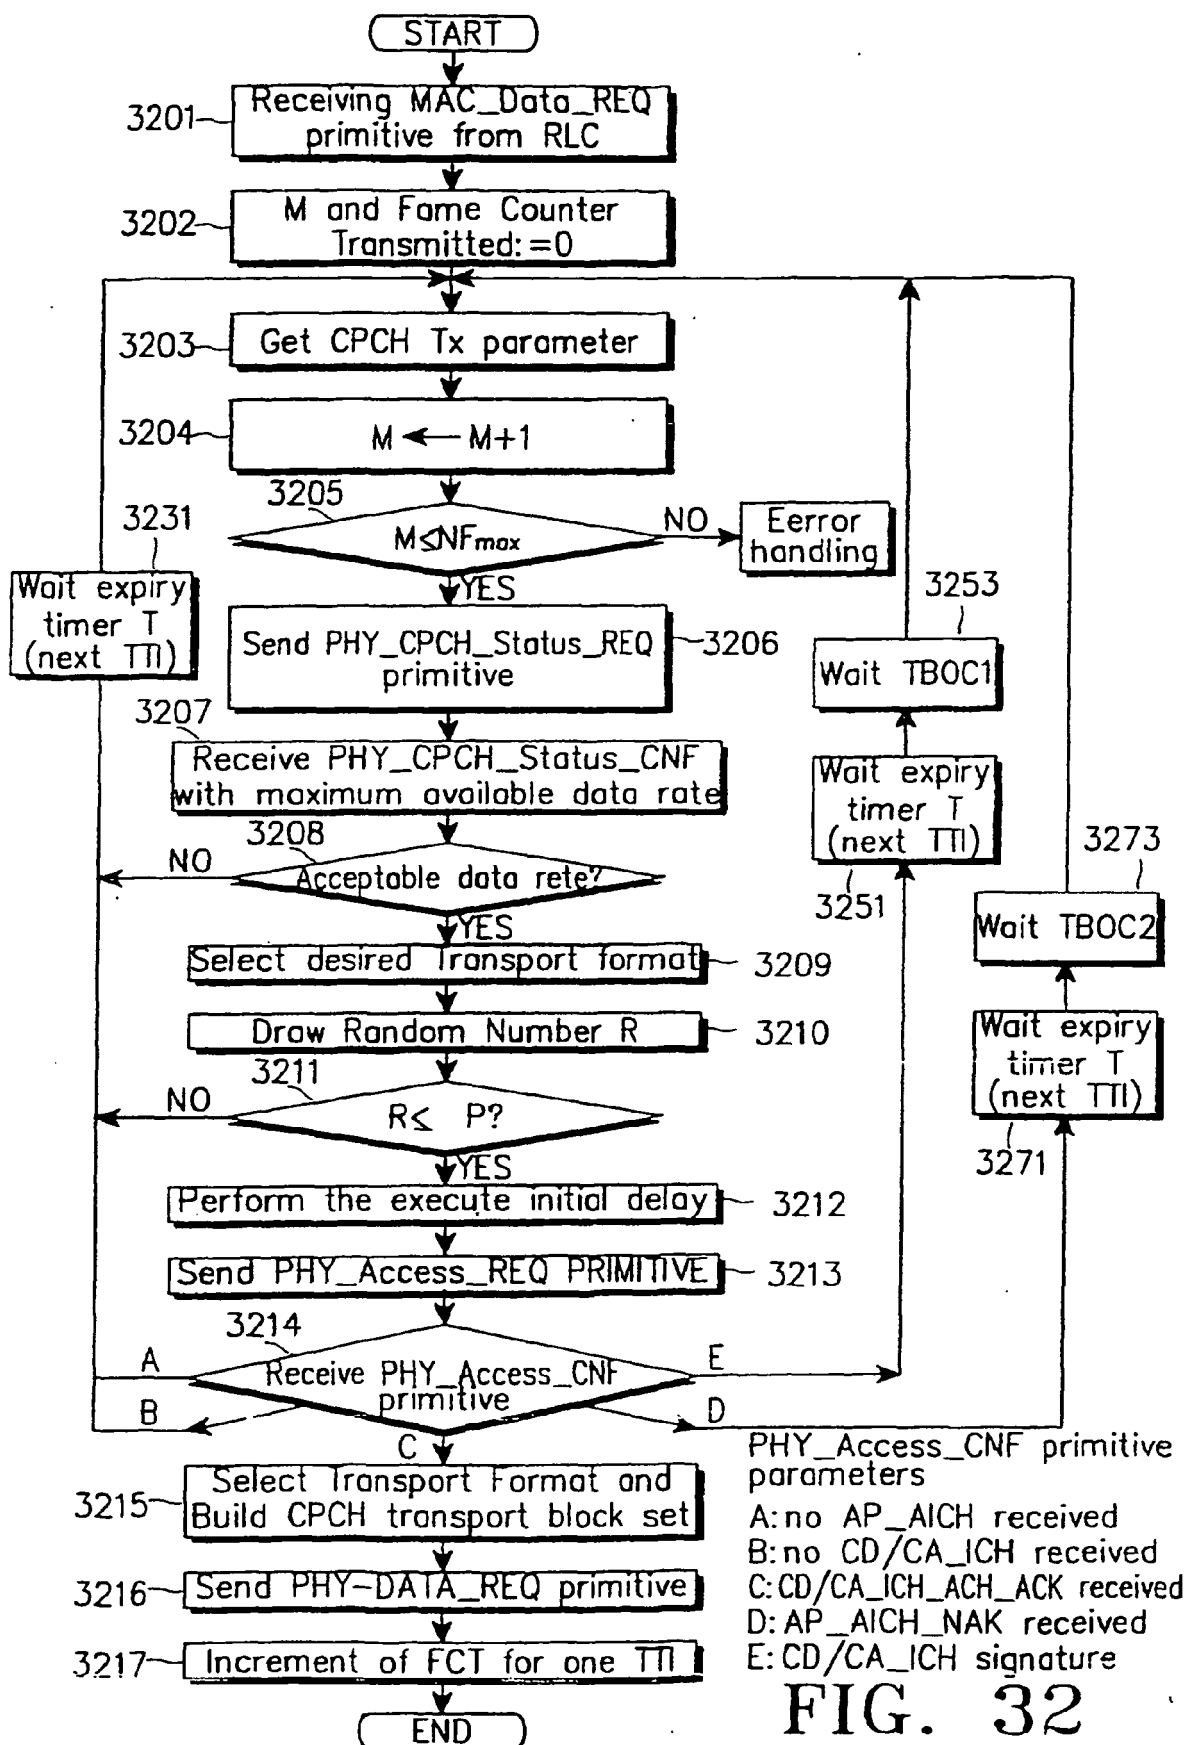 START
3201
Receiving MAC_Data_REQ
primitive from RLC
3202
M and Fame Counter
Transmitted:=0
3203
Get CPCH Tx parameter
3204
M ← M+1
3205
M≤NFmax
NO
Eerror
handling
YES
3231
Wait expiry
timer T
(next TTI)
Send PHY_CPCH_Status_REQ
primitive
3206
3207
Receive PHY_CPCH_Status_CNF
with maximum available data rate
3208
Acceptable data rete?
NO
YES
Select desired Transport format
3209
Draw Random Number R
3210
3211
R≤ P?
NO
YES
Perform the execute initial delay
3212
Send PHY_Access_REQ PRIMITIVE
3213
3214
Receive PHY_Access_CNF
primitive
A
B
C
D
E
3253
Wait TBOC1
Wait expiry
timer T
(next TTI)
3251
3273
Wait TBOC2
Wait expiry
timer T
(next TTI)
3271
3215
Select Transport Format and
Build CPCH transport block set
3216
Send PHY-DATA_REQ primitive
3217
Increment of FCT for one TTI
END
PHY_Access_CNF primitive
parameters
A:no AP_AICH received
B:no CD/CA_ICH received
C:CD/CA_ICH_ACH_ACK received
D:AP_AICH_NAK received
E:CD/CA_ICH signature
FIG. 32